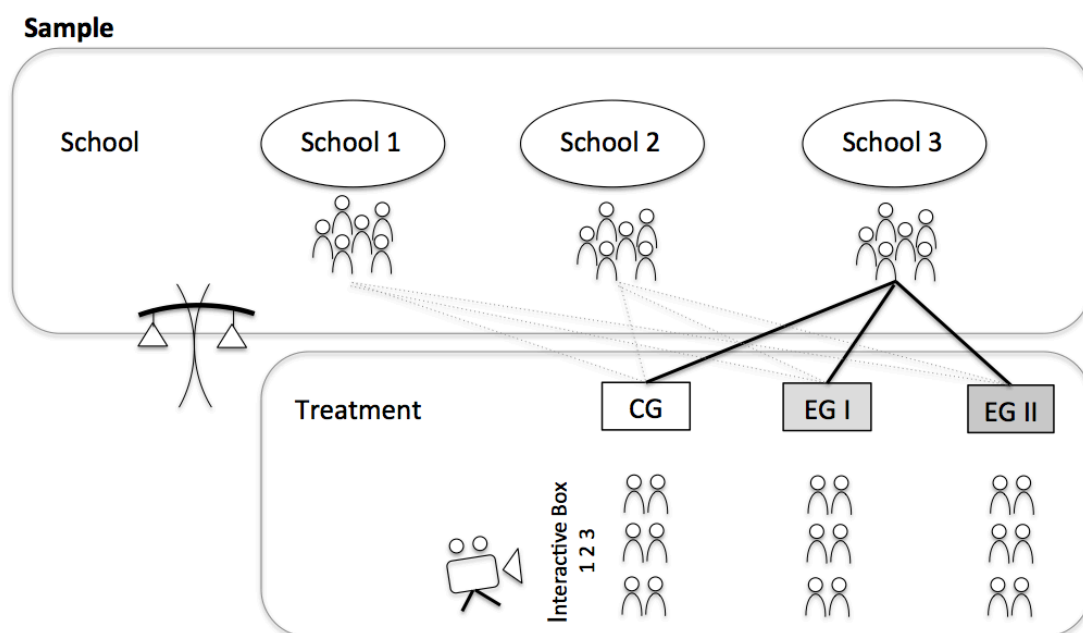 Sample
School
School 1
School 2
School 3
Treatment
CG
EG I
EG II
Interactive Box
1 2 3